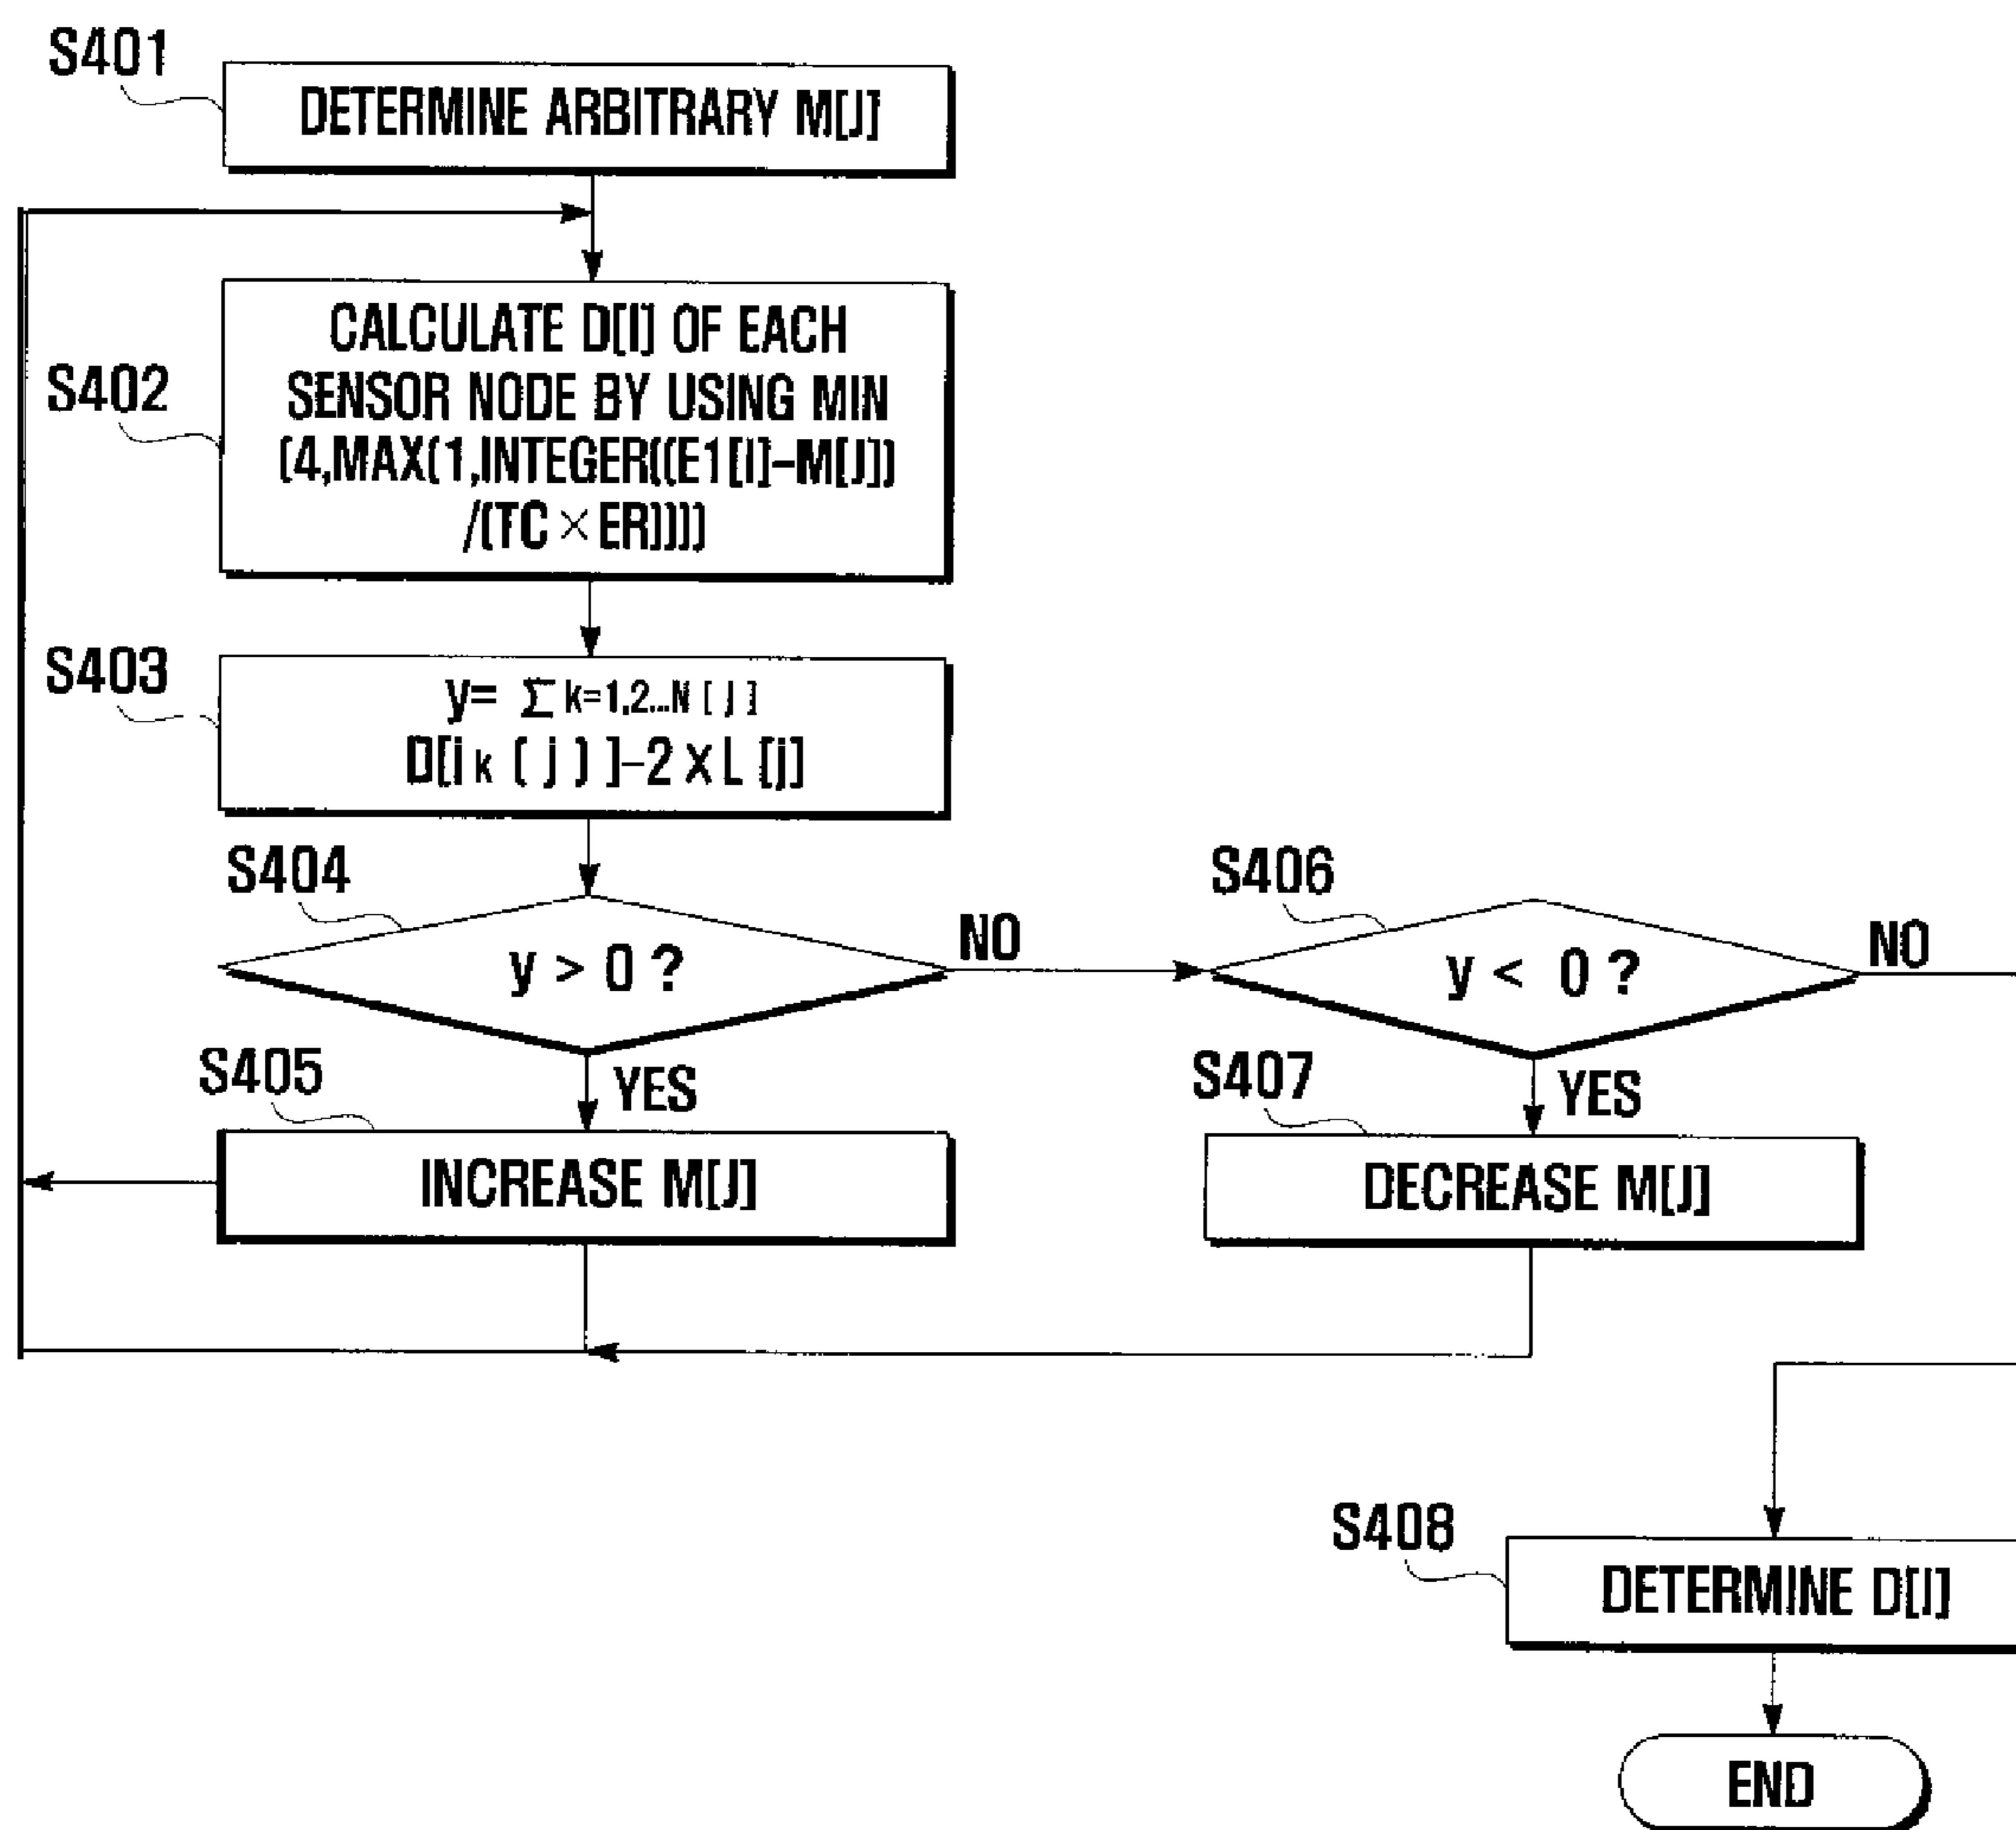 S401
DETERMINE ARBITRARY M[J]
S402
CALCULATE D[I] OF EACH
SENSOR NODE BY USING MIN
(4,MAX(1,INTEGER((E1[I]-M[J])
/(TC×ER))))
S403
y= Σ k=1,2...N [ j ]
D[i k ( j ) ]-2 x L [j]
S404
y > 0 ?
NO
YES
S405
INCREASE M[J]
S406
y < 0 ?
NO
YES
S407
DECREASE M[J]
S408
DETERMINE D[I]
END